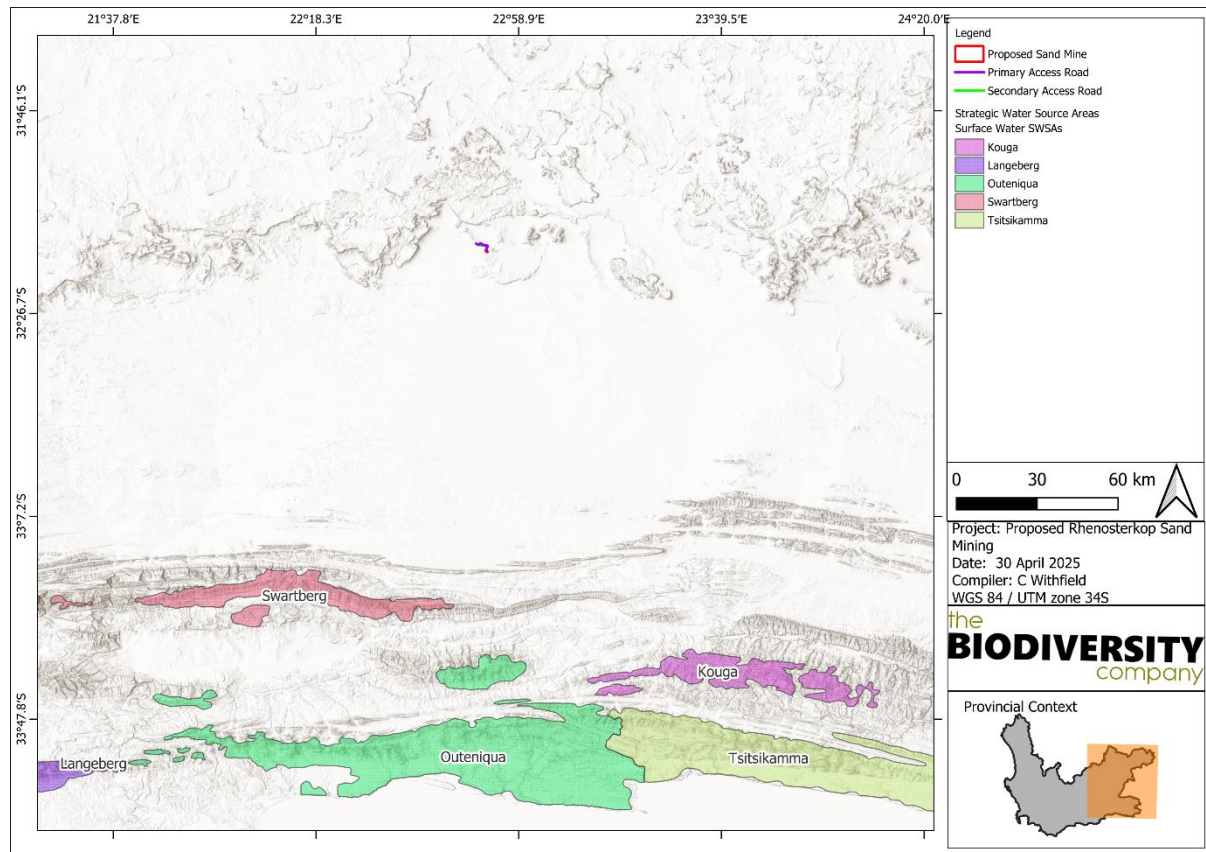 21°37.8'E 22°18.3'E 22°58.9'E 23°39.5'E 24°20.0'E
31°46.1'S
32°26.7'S
33°7.2'S
33°47.8'S
Swartberg
Kouga
Langeberg
Outeniqua
Tsitsikamma
Legend
Proposed Sand Mine
Primary Access Road
Secondary Access Road
Strategic Water Source Areas
Surface Water SWSAs
Kouga
Langeberg
Outeniqua
Swartberg
Tsitsikamma
0 30 60 km
Project: Proposed Rhenosterkop Sand
Mining
Date: 30 April 2025
Compiler: C Withfield
WGS 84 / UTM zone 34S
the
BIODIVERSITY
company
Provincial Context